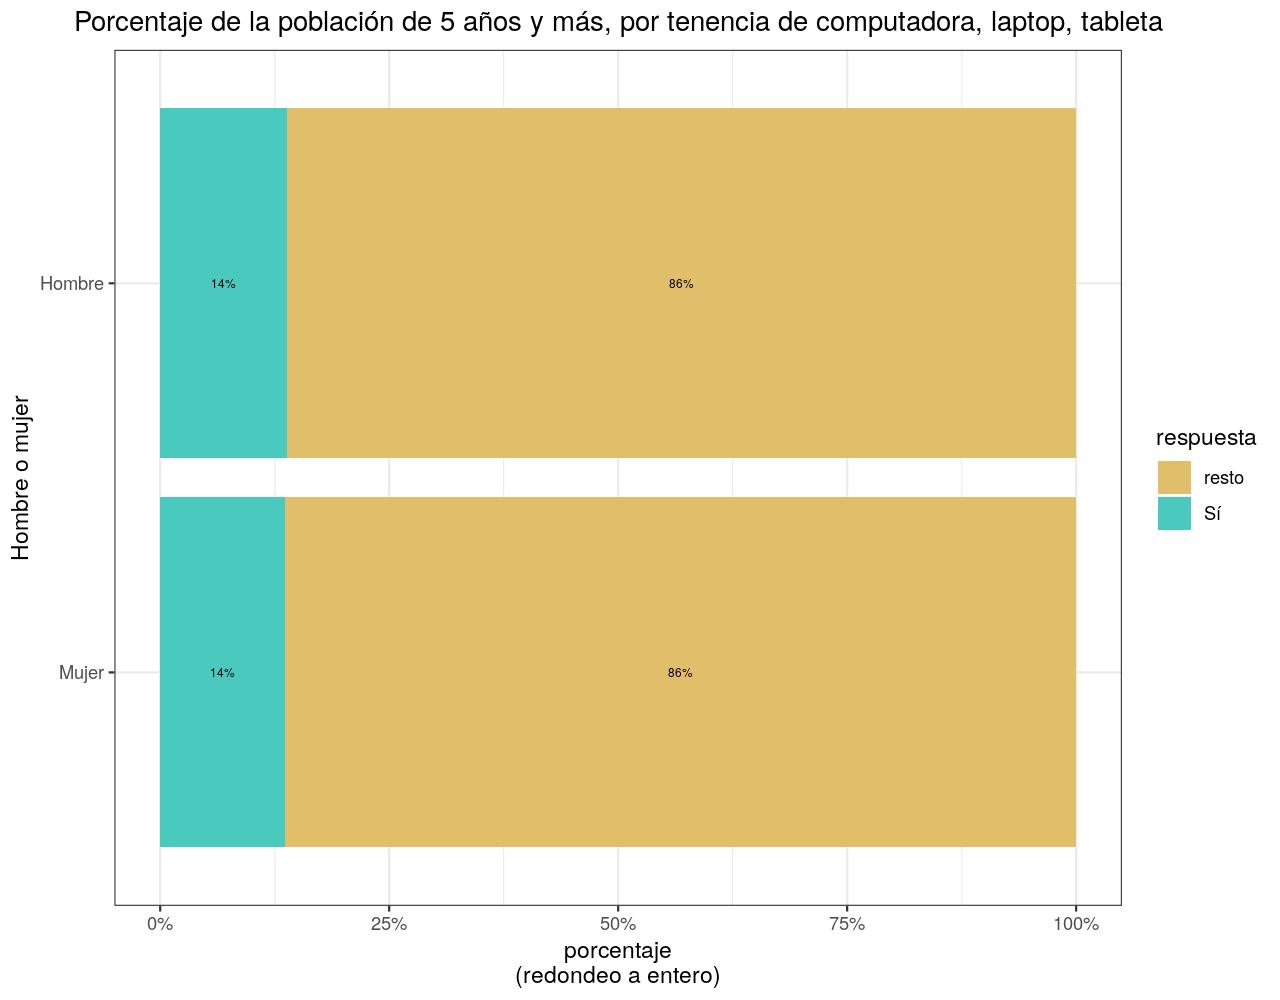 Porcentaje de la población de 5 años y más, por tenencia de computadora, laptop, tableta
Hombre o mujer
Hombre
14%
86%
Mujer
14%
86%
0%
25%
50%
75%
100%
porcentaje
(redondeo a entero)
respuesta
resto
Sí